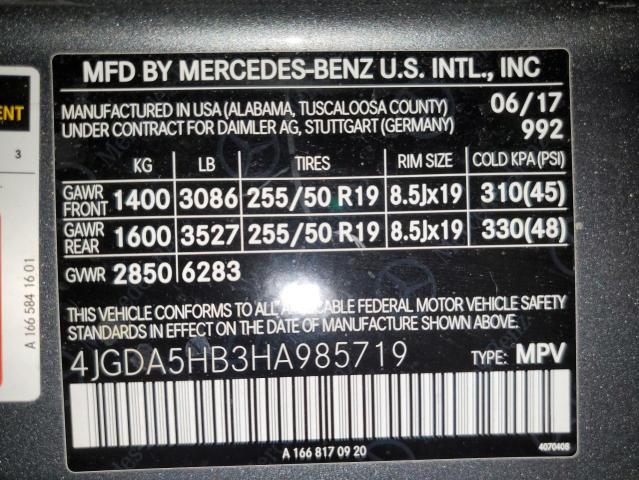 MFD BY MERCEDES-BENZ U.S. INTL., INC
MANUFACTURED IN USA (ALABAMA, TUSCALOOSA COUNTY) 06/17
UNDER CONTRACT FOR DAIMLER AG, STUTTGART (GERMANY) 992
KG LB TIRES RIM SIZE COLD KPA (PSI)
GAWR FRONT 1400 3086 255/50 R19 8.5Jx19 310(45)
GAWR REAR 1600 3527 255/50 R19 8.5Jx19 330(48)
GVWR 2850 6283
THIS VEHICLE CONFORMS TO ALL APPLICABLE FEDERAL MOTOR VEHICLE SAFETY
STANDARDS IN EFFECT ON THE DATE OF MANUFACTURE SHOWN ABOVE.
4JGDA5HB3HA985719 TYPE: MPV
A 166 817 09 20
4070408
ENT
3
A 166 584 16 01